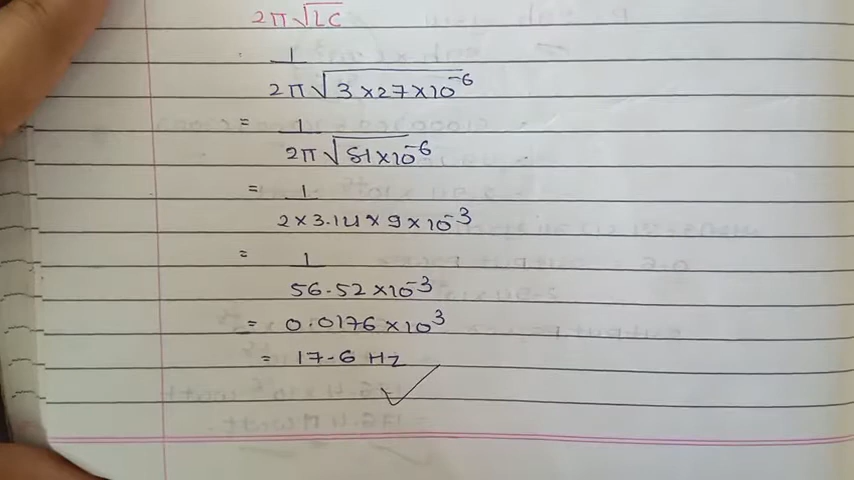 2π√LC
1
2π√3×27×10⁻⁶
= 1
2π√81×10⁻⁶
= 1
2×3.14×9×10⁻³
= 1
56.52×10⁻³
= 0.0176×10³
= 17.6 Hz